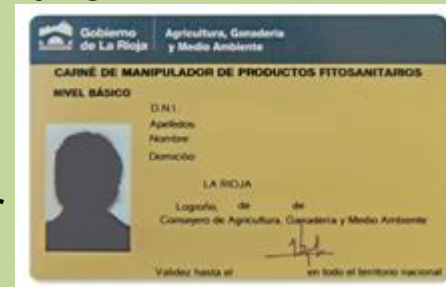 Gobierno de La Rioja
Agricultura, Ganadería y Medio Ambiente
CARNÉ DE MANIPULADOR DE PRODUCTOS FITOSANITARIOS
NIVEL BÁSICO
D.N.I.
Apellidos
Nombre
Domicilio
LA RIOJA
Logroño, de de
Consejero de Agricultura, Ganadería y Medio Ambiente
Validez hasta el en todo el territorio nacional